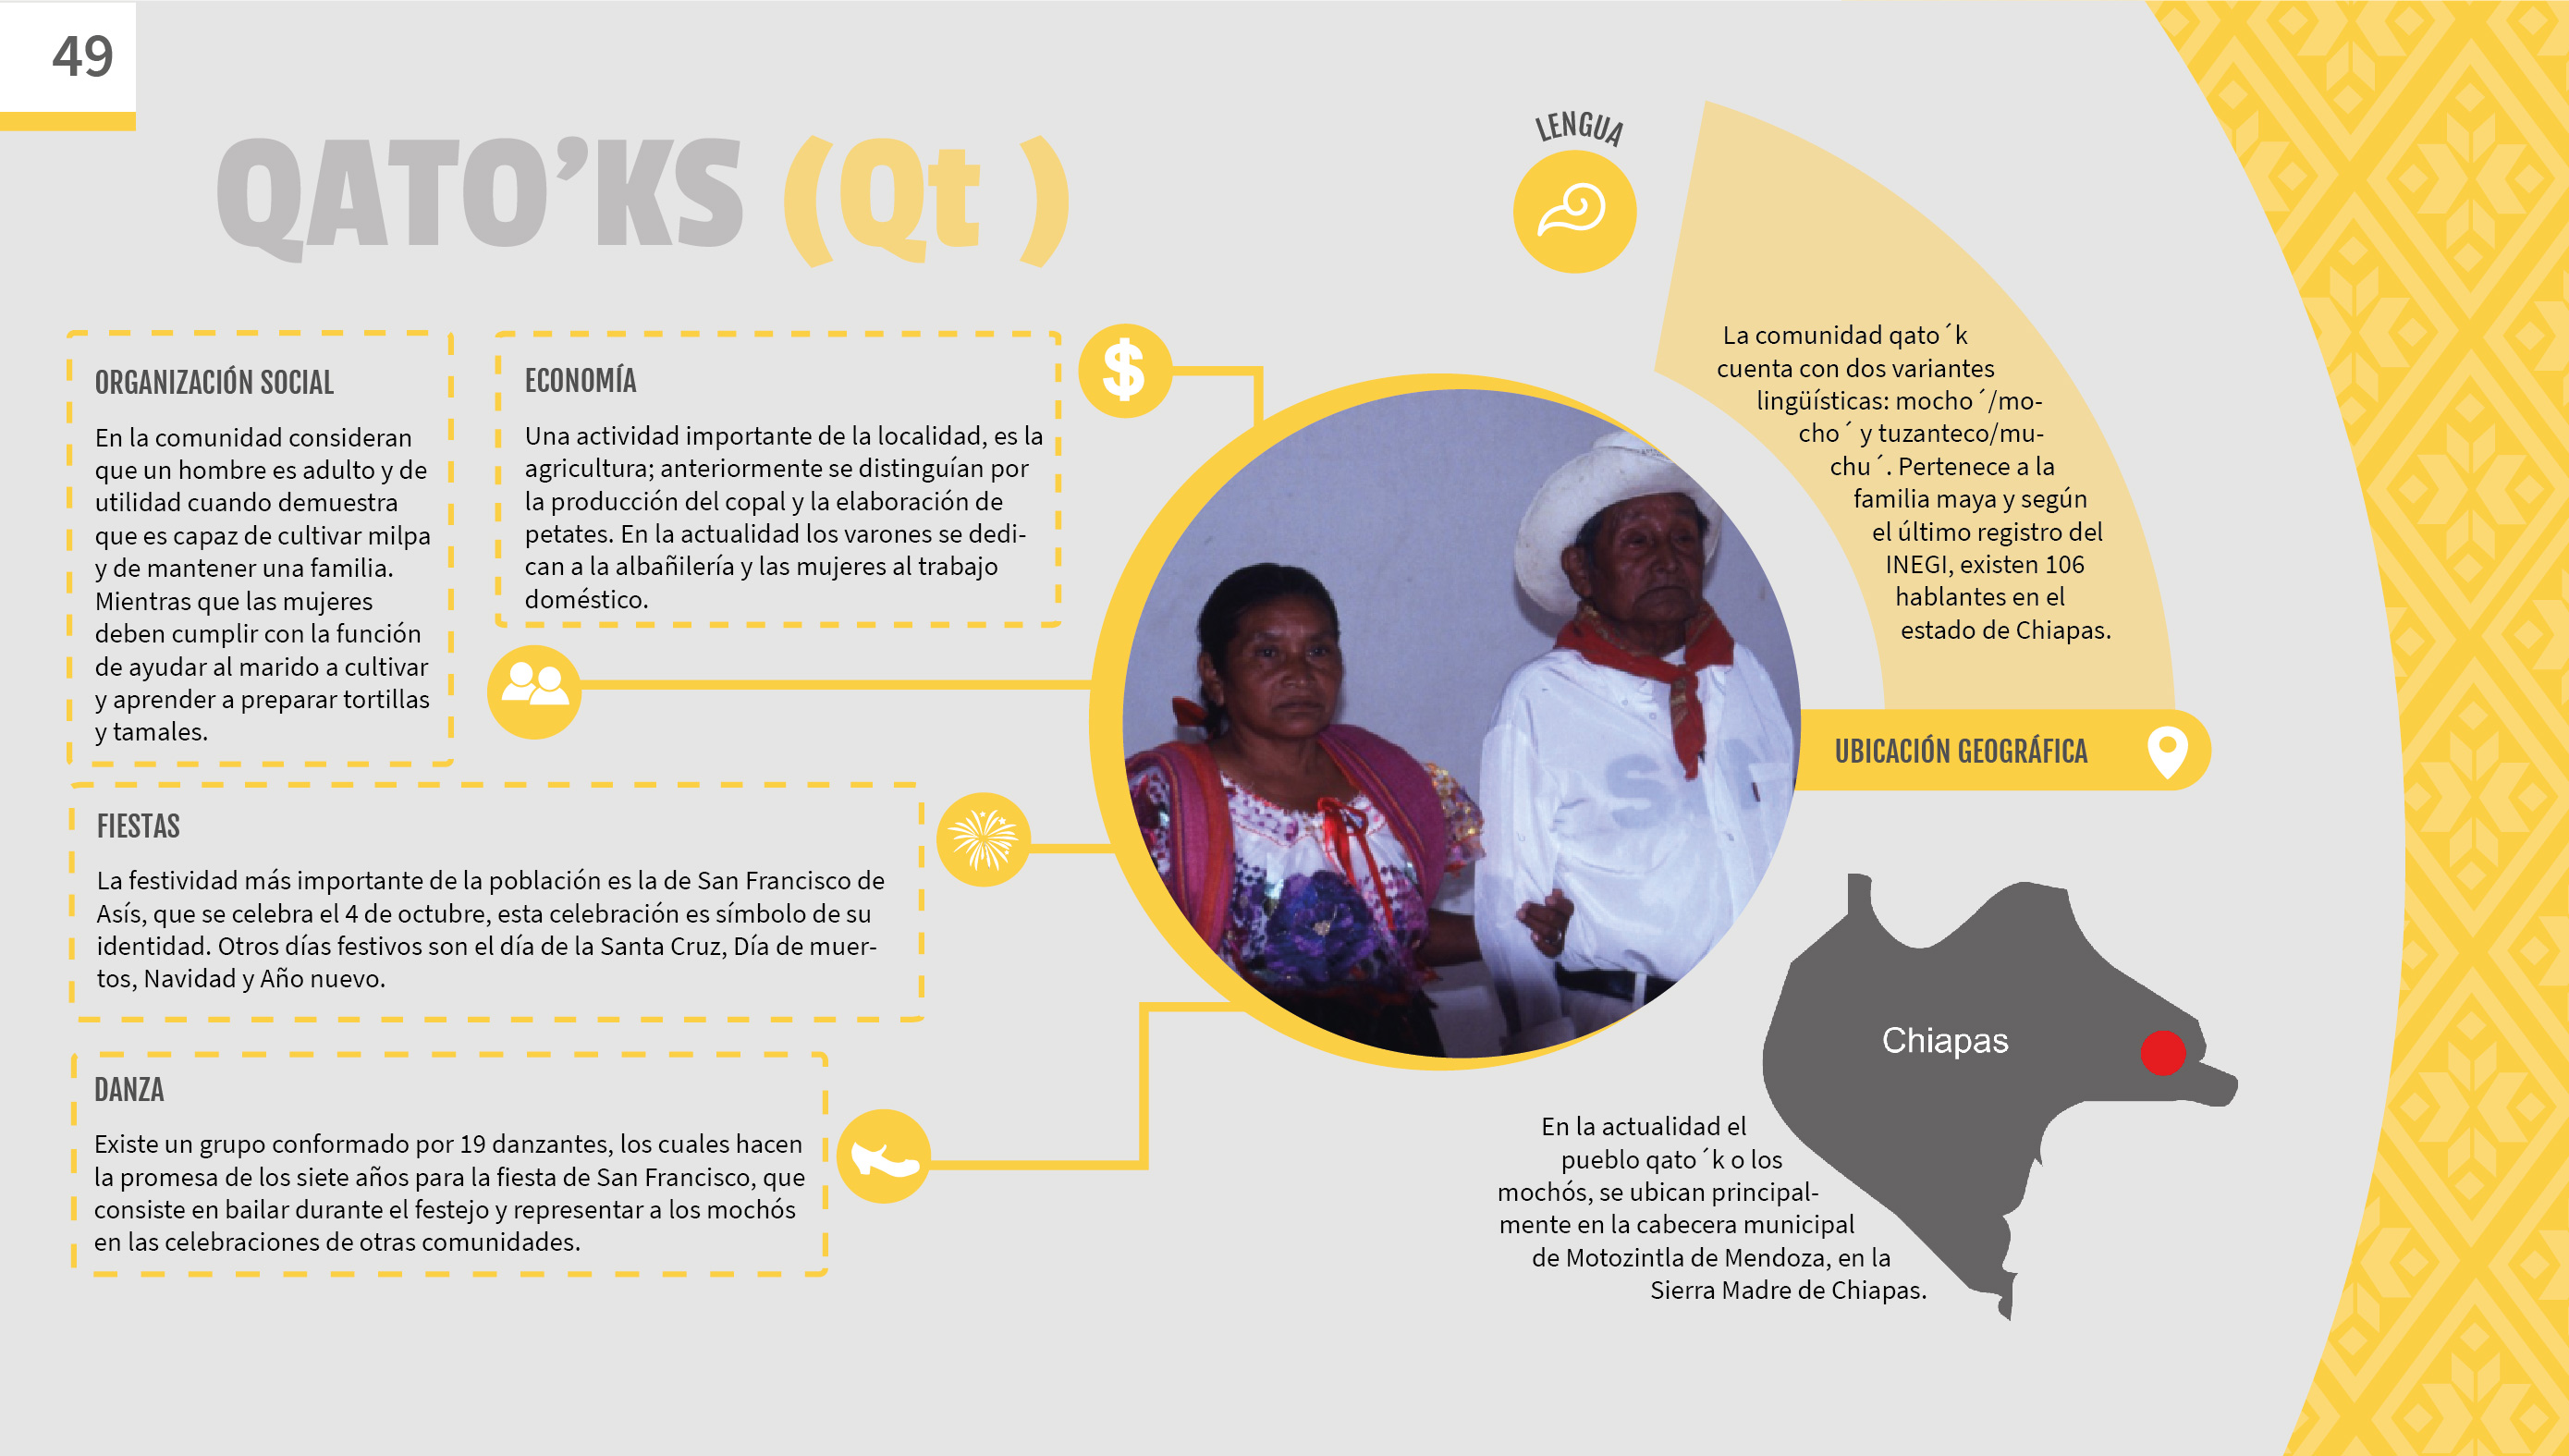 49
QATO’KS (Qt )
LENGUA
La comunidad qato´k
cuenta con dos variantes
lingüísticas: mocho´/mo-
cho´ y tuzanteco/mu-
chu´. Pertenece a la
familia maya y según
el último registro del
INEGI, existen 106
hablantes en el
estado de Chiapas.
ORGANIZACIÓN SOCIAL
En la comunidad consideran
que un hombre es adulto y de
utilidad cuando demuestra
que es capaz de cultivar milpa
y de mantener una familia.
Mientras que las mujeres
deben cumplir con la función
de ayudar al marido a cultivar
y aprender a preparar tortillas
y tamales.
ECONOMÍA
Una actividad importante de la localidad, es la
agricultura; anteriormente se distinguían por
la producción del copal y la elaboración de
petates. En la actualidad los varones se dedi-
can a la albañilería y las mujeres al trabajo
doméstico.
$
FIESTAS
La festividad más importante de la población es la de San Francisco de
Asís, que se celebra el 4 de octubre, esta celebración es símbolo de su
identidad. Otros días festivos son el día de la Santa Cruz, Día de muer-
tos, Navidad y Año nuevo.
DANZA
Existe un grupo conformado por 19 danzantes, los cuales hacen
la promesa de los siete años para la fiesta de San Francisco, que
consiste en bailar durante el festejo y representar a los mochós
en las celebraciones de otras comunidades.
UBICACIÓN GEOGRÁFICA
Chiapas
En la actualidad el
pueblo qato´k o los
mochós, se ubican principal-
mente en la cabecera municipal
de Motozintla de Mendoza, en la
Sierra Madre de Chiapas.